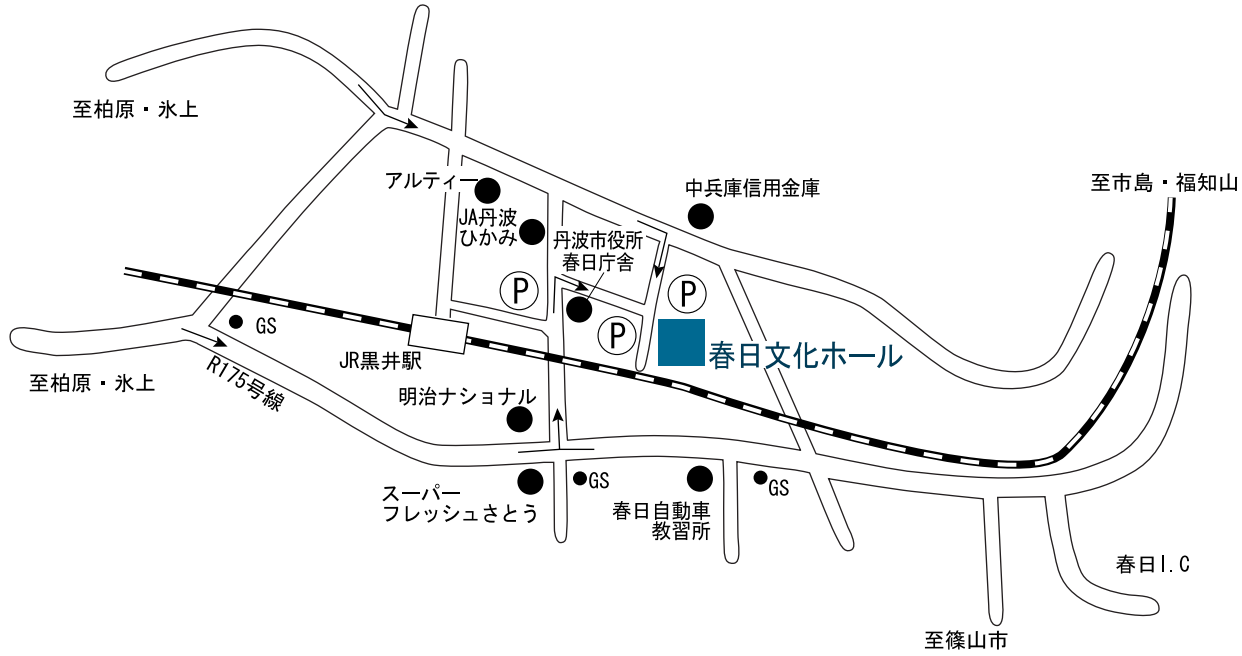 至柏原・氷上
アルティー
中兵庫信用金庫
至市島・福知山
JA丹波
ひかみ
丹波市役所
春日庁舎
P
P
P
GS
JR黒井駅
春日文化ホール
至柏原・氷上
R175号線
明治ナショナル
スーパー
フレッシュさとう
GS
春日自動車
教習所
GS
春日I.C
至篠山市